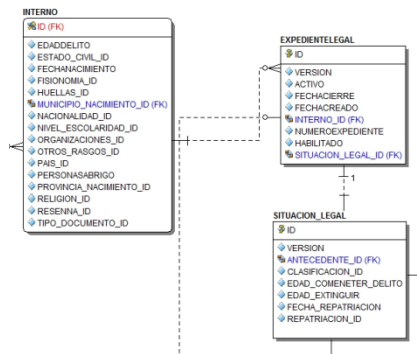 INTERNO
ID (FK)
EDADDELITO
ESTADO_CIVIL_ID
FECHANACIMIENTO
FISIONOMIA_ID
HUELLAS_ID
MUNICIPIO_NACIMIENTO_ID (FK)
NACIONALIDAD_ID
NIVEL_ESCOLARIDAD_ID
ORGANIZACIONES_ID
OTROS_RASGOS_ID
PAIS_ID
PERSONASABRIGO
PROVINCIA_NACIMIENTO_ID
RELIGION_ID
RESENNA_ID
TIPO_DOCUMENTO_ID
EXPEDIENTELEGAL
ID
VERSION
ACTIVO
FECHACIERRE
FECHACREADO
INTERNO_ID (FK)
NUMEROEXPEDIENTE
HABILITADO
SITUACION_LEGAL_ID (FK)
1
SITUACION_LEGAL
ID
VERSION
ANTECEDENTE_ID (FK)
CLASIFICACION_ID
EDAD_COMENETER_DELITO
EDAD_EXTINGUIR
FECHA_REPATRIACION
REPATRIACION_ID